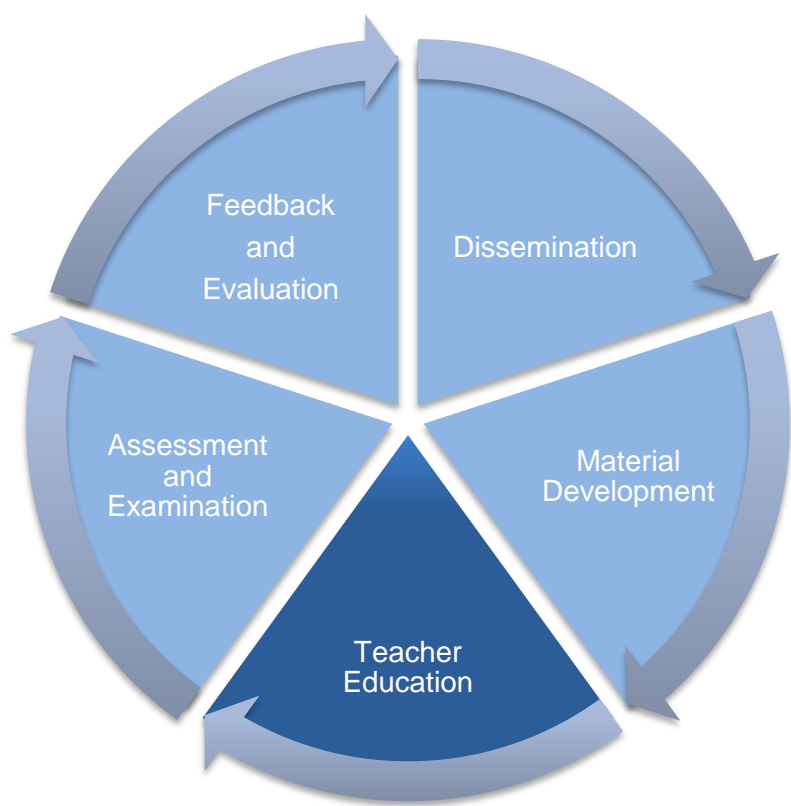 Feedback
and
Evaluation
Dissemination
Material
Development
Teacher
Education
Assessment
and
Examination